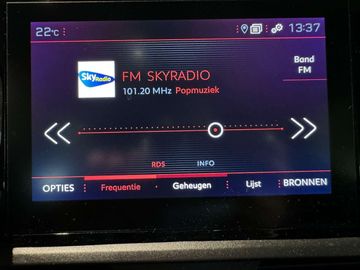 22°C
13:37
Sky Radio
FM SKYRADIO
101.20 MHz Popmuziek
Band
FM
RDS INFO
OPTIES Frequentie Geheugen Lijst BRONNEN